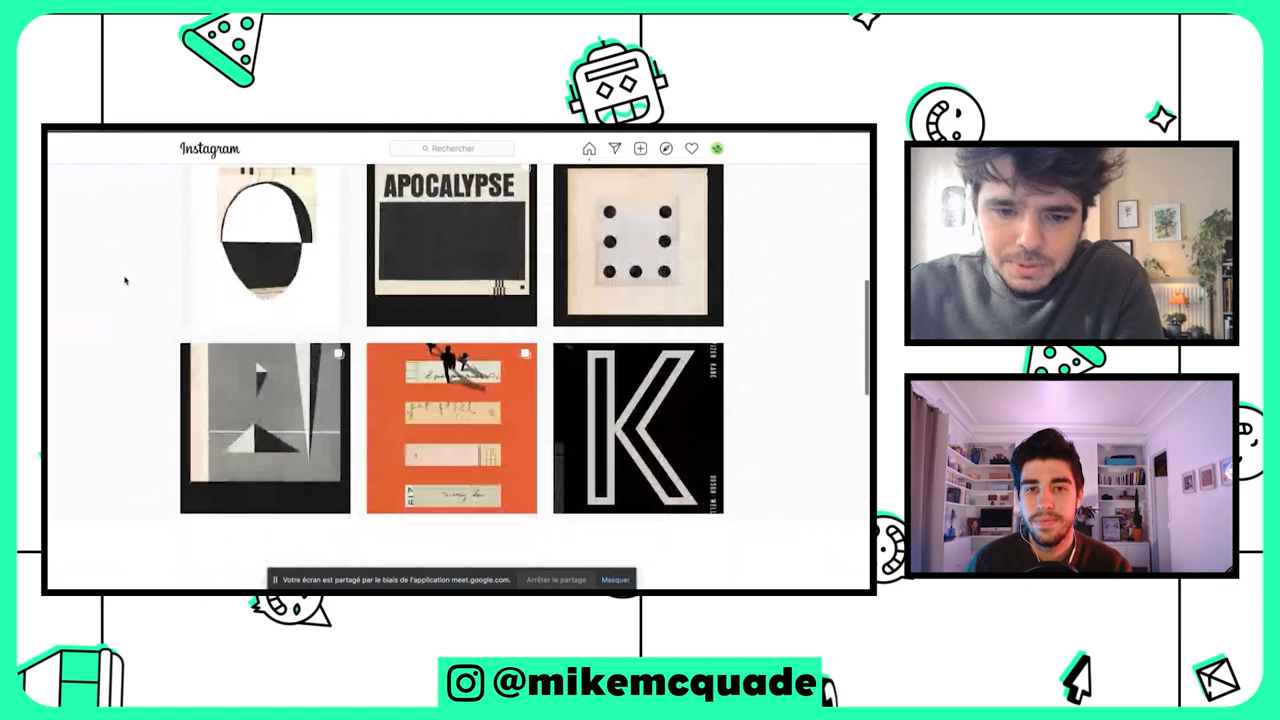 Instagram
Rechercher
APOCALYPSE
K
Votre écran est partagé par le biais de l'application meet.google.com.
Arrêter le partage
Masquer
@mikemcquade